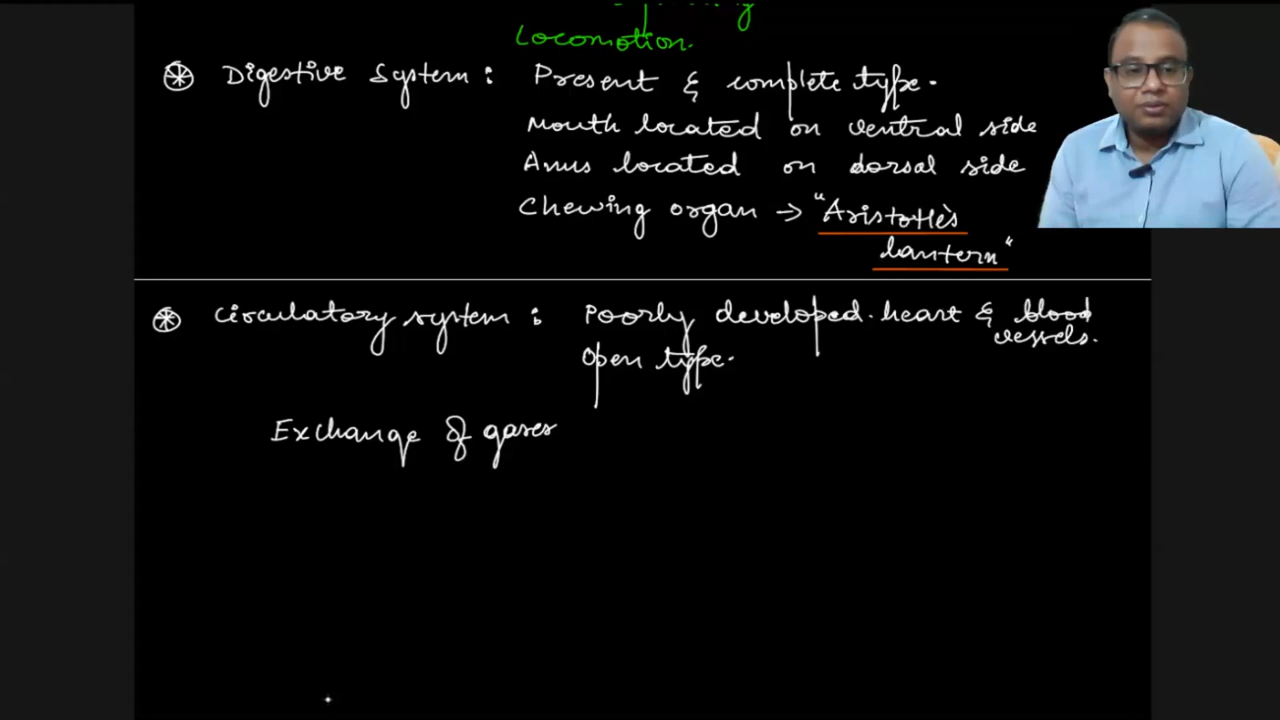 Locomotion.
Digestive System : Present & complete type.
Mouth located on ventral side
Anus located on dorsal side
Chewing organ → "Aristotle's
lantern"
Circulatory system : Poorly developed. heart & blood
vessels.
Open type.
Exchange of gases